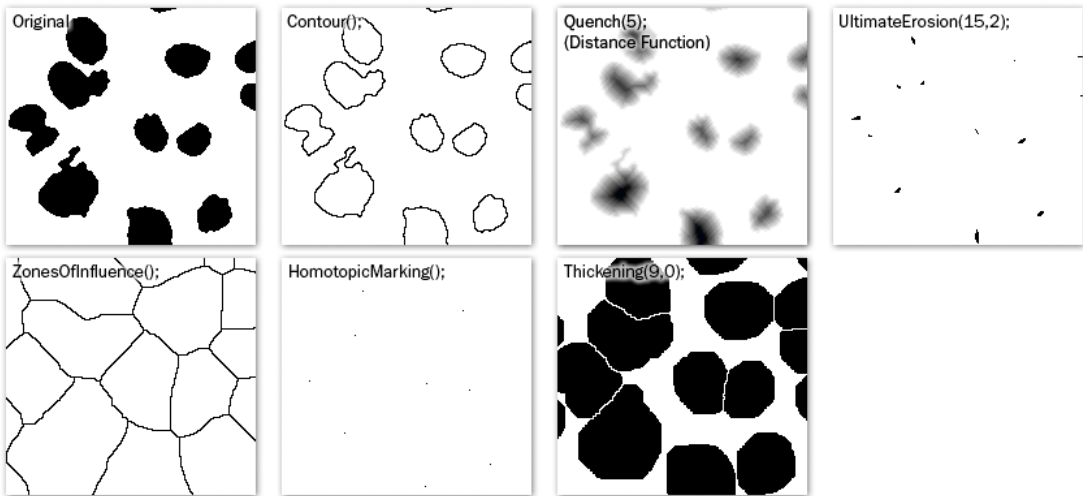 Original
Contour();
Quench(5);
(Distance Function)
UltimateErosion(15,2);
ZonesOfInfluence();
HomotopicMarking();
Thickening(9,0);